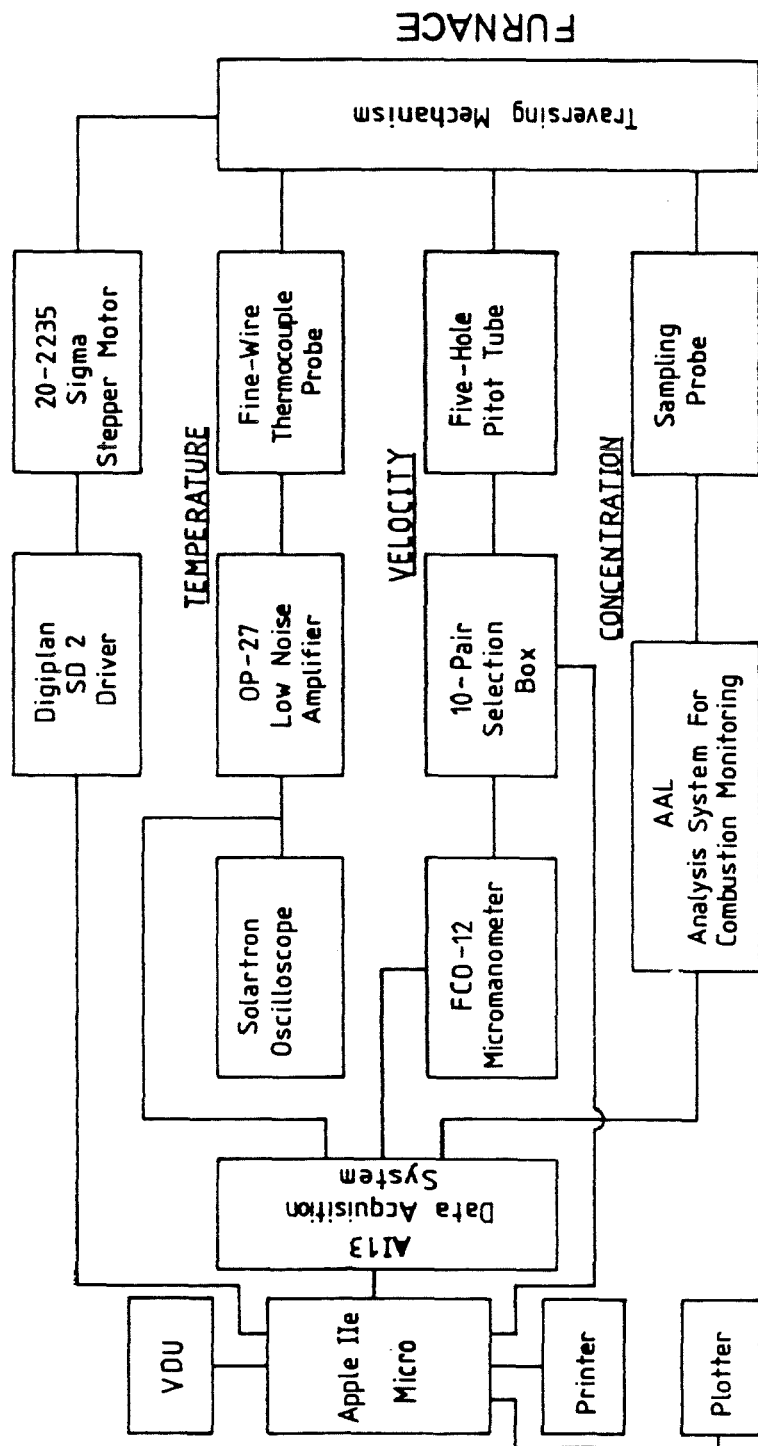 FURNACE
Traversing Mechanism
20-2235
Sigma
Stepper Motor
Digiplan
SD 2
Driver
TEMPERATURE
Fine-Wire
Thermocouple
Probe
OP-27
Low Noise
Amplifier
Solartron
Oscilloscope
VELOCITY
Five-Hole
Pitot Tube
10-Pair
Selection
Box
FCO-12
Micromanometer
CONCENTRATION
Sampling
Probe
AAL
Analysis System For
Combustion Monitoring
AI13
Data Acquisition
System
VDU
Apple IIe
Micro
Printer
Plotter